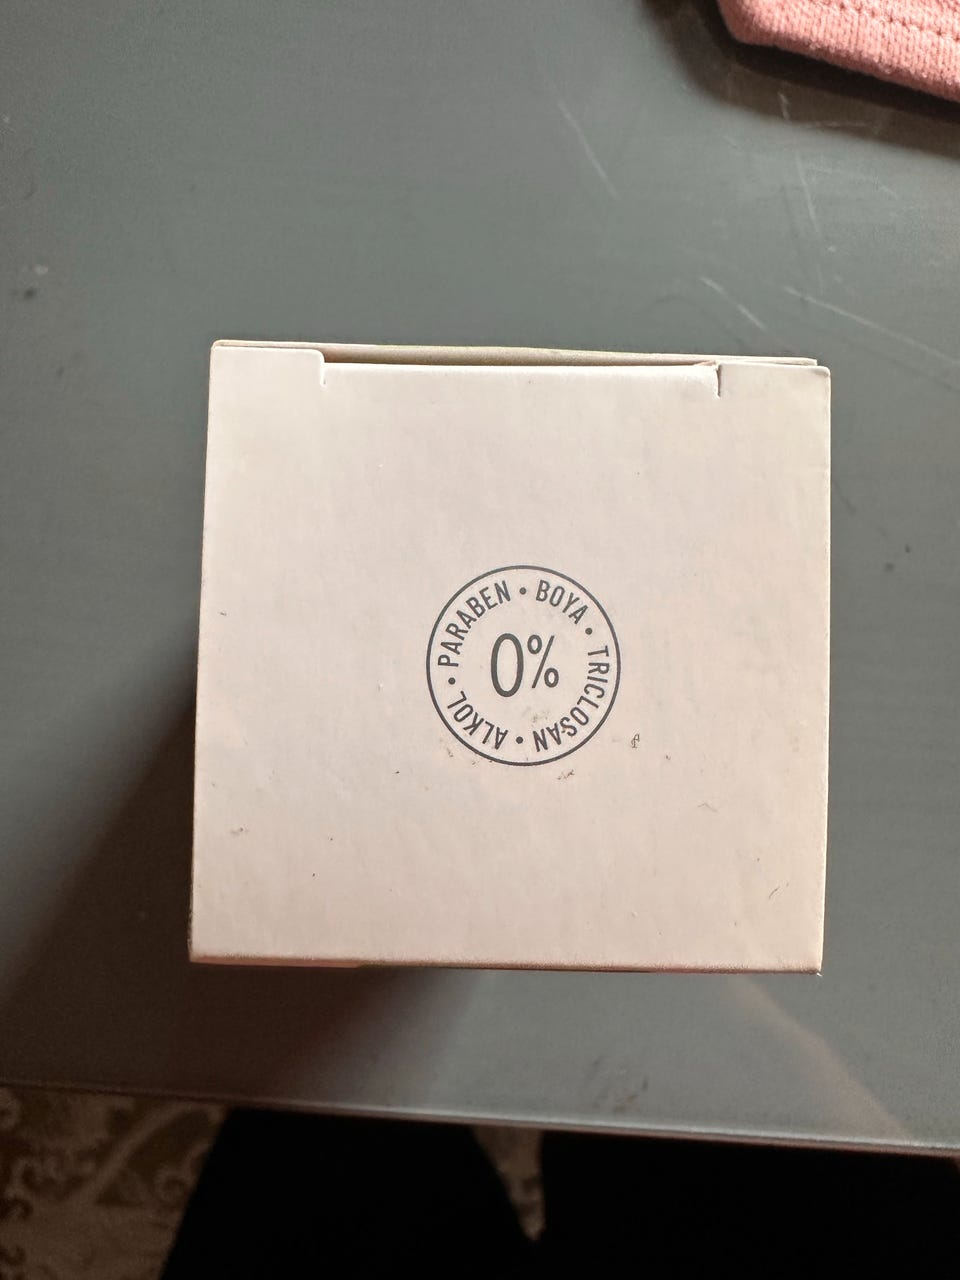 PARABEN • BOYA • TRICLOSAN • ALKOL •
0%